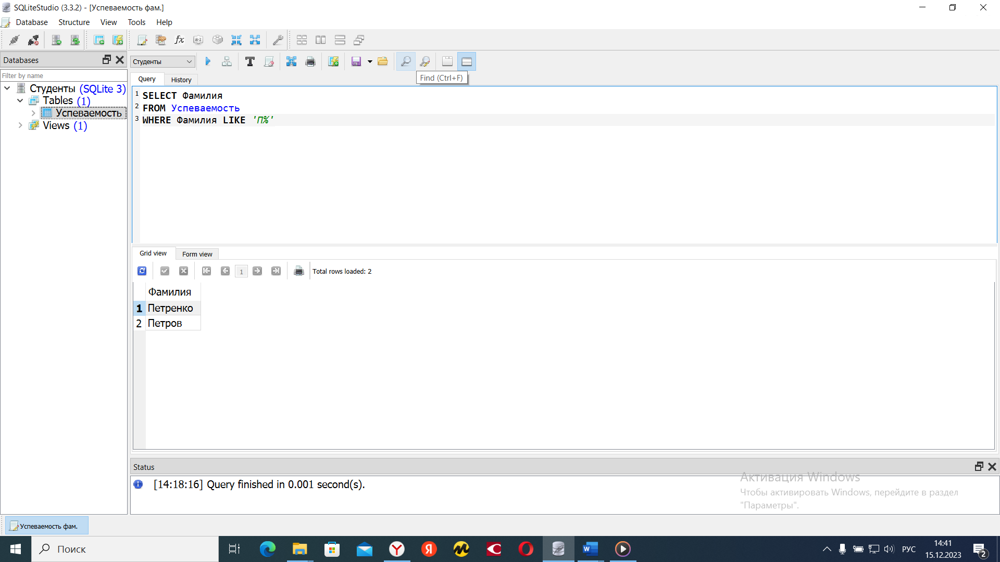 SQLiteStudio (3.3.2) - [Успеваемость фам.]
Database Structure View Tools Help
Databases
Студенты
Filter by name
Query History
Find (Ctrl+F)
Студенты (SQLite 3)
Tables (1)
Успеваемость
Views (1)
1 SELECT Фамилия
2 FROM Успеваемость
3 WHERE Фамилия LIKE 'П%'
Grid view Form view
1
Total rows loaded: 2
Фамилия
1 Петренко
2 Петров
Status
[14:18:16] Query finished in 0.001 second(s).
Активация Windows
Чтобы активировать Windows, перейдите в раздел
"Параметры".
Успеваемость фам.
Поиск
РУС
14:41
15.12.2023
2